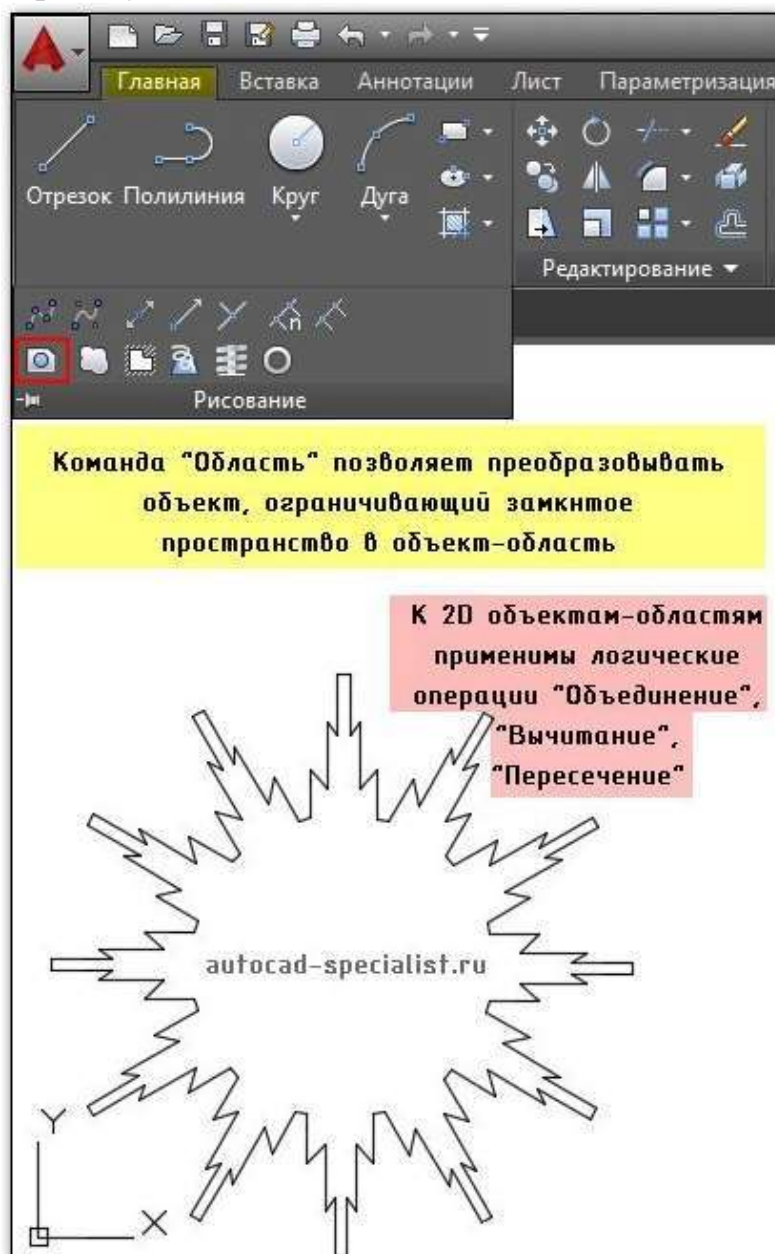 Главная Вставка Аннотации Лист Параметризация
Отрезок Полилиния Круг Дуга
Редактирование
Рисование
Команда "Область" позволяет преобразовывать
объект, ограничивающий замкнтое
пространство в объект-область
К 2D объектам-областям
применимы логические
операции "Объединение",
"Вычитание",
"Пересечение"
autocad-specialist.ru
Y
X